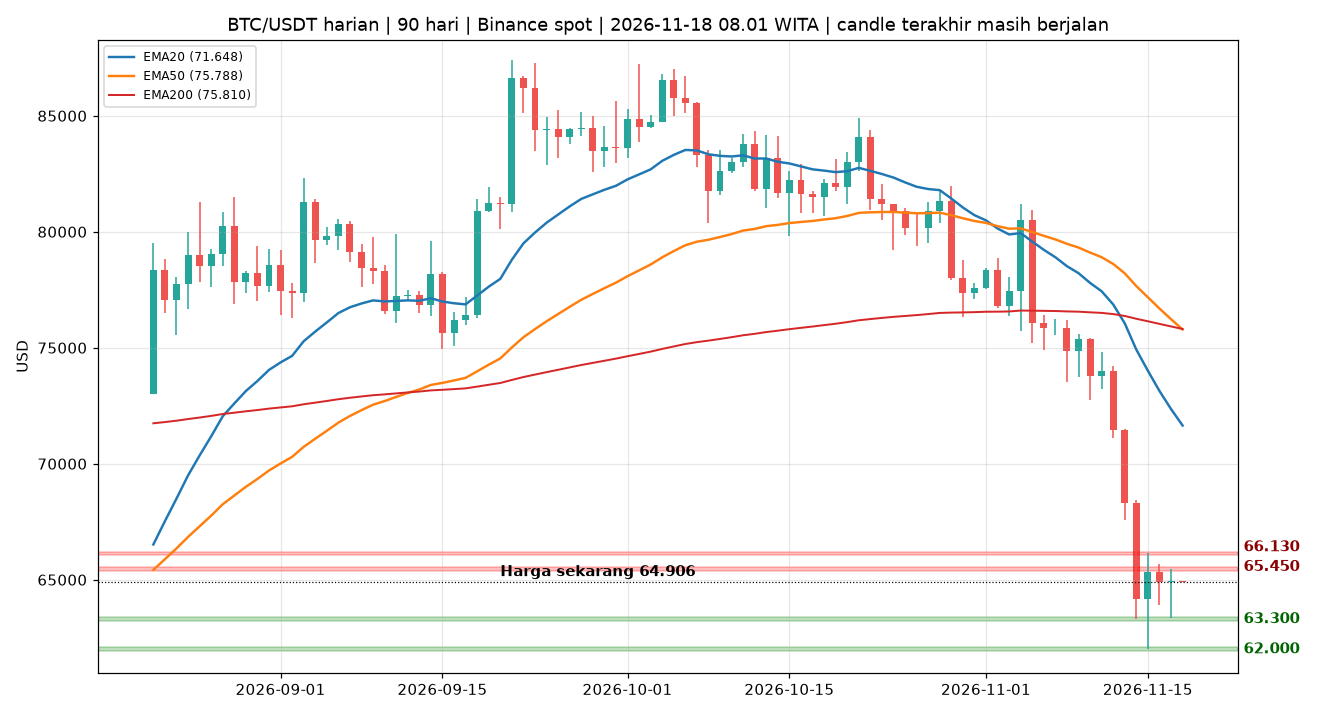 BTC/USDT harian | 90 hari | Binance spot | 2026-11-18 08.01 WITA | candle terakhir masih berjalan
EMA20 (71.648)
EMA50 (75.788)
EMA200 (75.810)
85000
80000
75000
70000
65000
USD
Harga sekarang 64.906
66.130
65.450
63.300
62.000
2026-09-01
2026-09-15
2026-10-01
2026-10-15
2026-11-01
2026-11-15